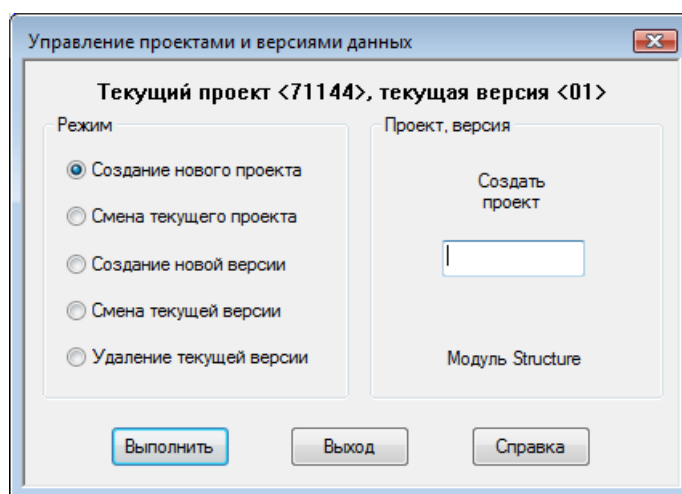 Управление проектами и версиями данных
Текущий проект <71144>, текущая версия <01>
Режим
Создание нового проекта
Смена текущего проекта
Создание новой версии
Смена текущей версии
Удаление текущей версии
Проект, версия
Создать
проект
Модуль Structure
Выполнить
Выход
Справка